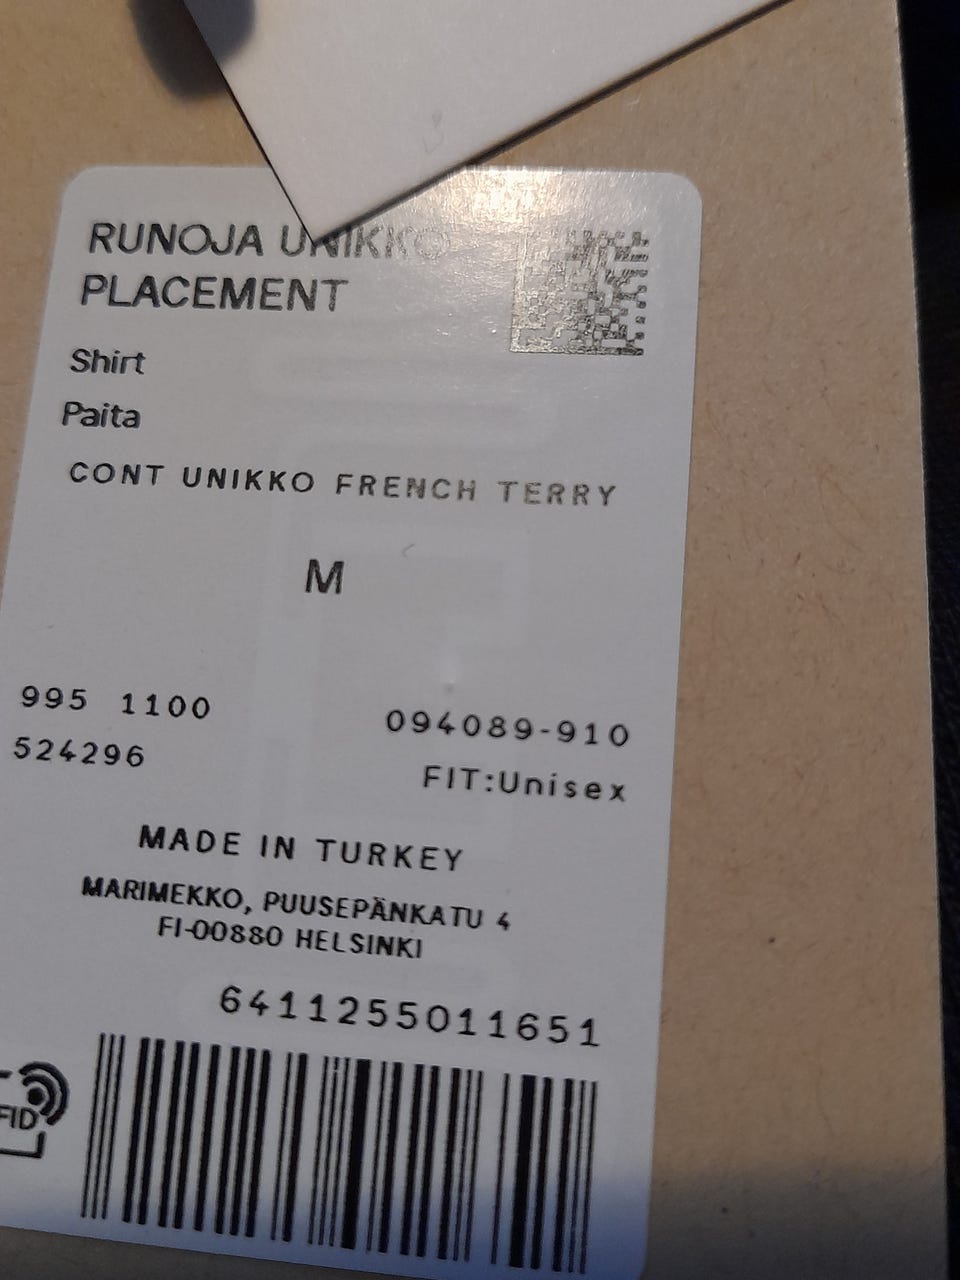 RUNOJA UNIKKO
PLACEMENT
Shirt
Paita
CONT UNIKKO FRENCH TERRY
M
995 1100
094089-910
524296
FIT:Unisex
MADE IN TURKEY
MARIMEKKO, PUUSEPÄNKATU 4
FI-00880 HELSINKI
6411255011651